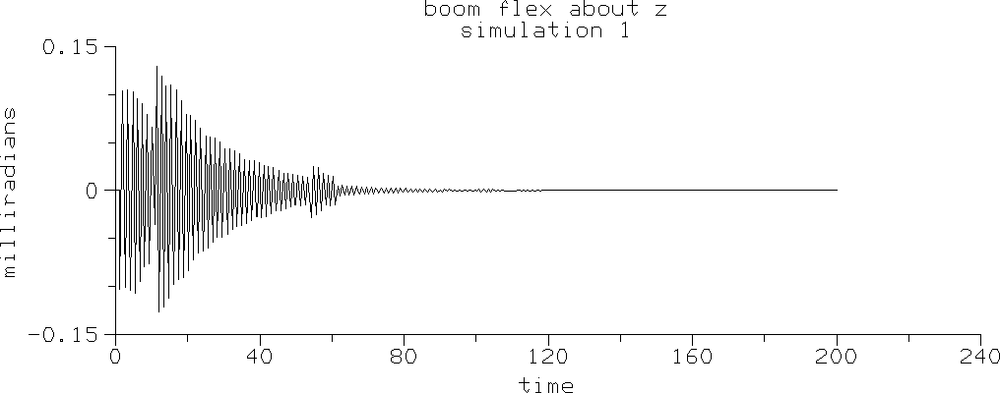 boom flex about z
simulation 1
0.15
0
-0.15
milliradians
0 40 80 120 160 200 240
time